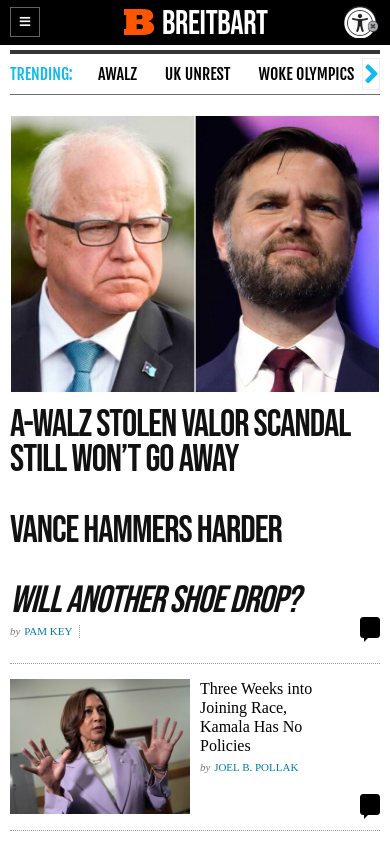 BREITBART
TRENDING:
AWALZ
UK UNREST
WOKE OLYMPICS
A-WALZ STOLEN VALOR SCANDAL
STILL WON’T GO AWAY
VANCE HAMMERS HARDER
WILL ANOTHER SHOE DROP?
by PAM KEY
Three Weeks into
Joining Race,
Kamala Has No
Policies
by JOEL B. POLLAK